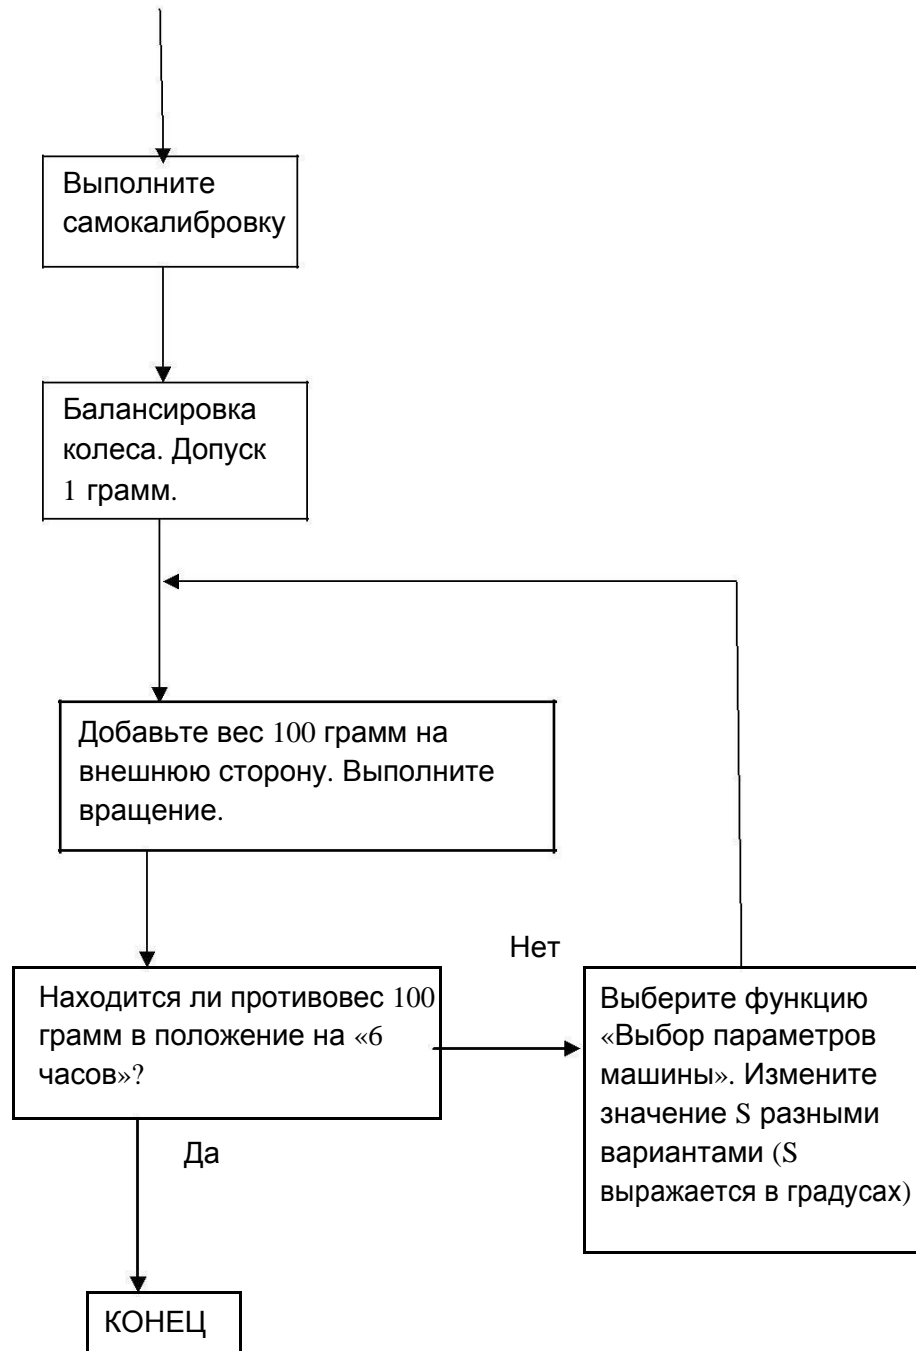 Выполните
самокалибровку
Балансировка
колеса. Допуск
1 грамм.
Добавьте вес 100 грамм на
внешнюю сторону. Выполните
вращение.
Нет
Находится ли противовес 100
грамм в положение на «6
часов»?
Выберите функцию
«Выбор параметров
машины». Измените
значение S разными
вариантами (S
выражается в градусах)
Да
КОНЕЦ